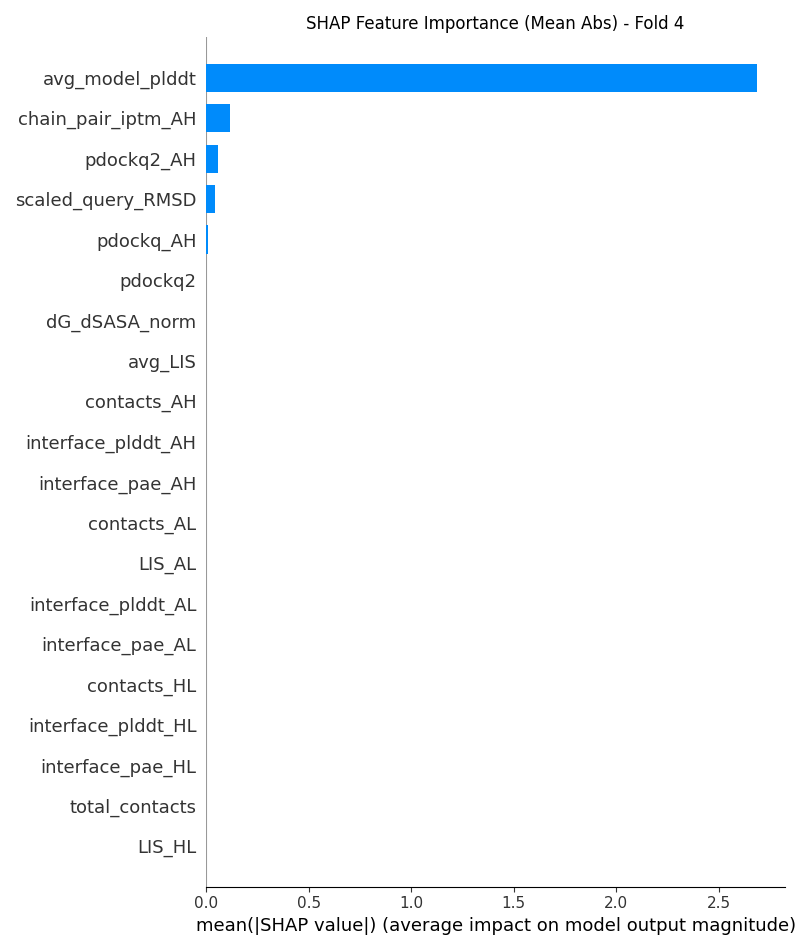 SHAP Feature Importance (Mean Abs) - Fold 4
avg_model_plddt
chain_pair_iptm_AH
pdockq2_AH
scaled_query_RMSD
pdockq_AH
pdockq2
dG_dSASA_norm
avg_LIS
contacts_AH
interface_plddt_AH
interface_pae_AH
contacts_AL
LIS_AL
interface_plddt_AL
interface_pae_AL
contacts_HL
interface_plddt_HL
interface_pae_HL
total_contacts
LIS_HL
0.0 0.5 1.0 1.5 2.0 2.5
mean(|SHAP value|) (average impact on model output magnitude)